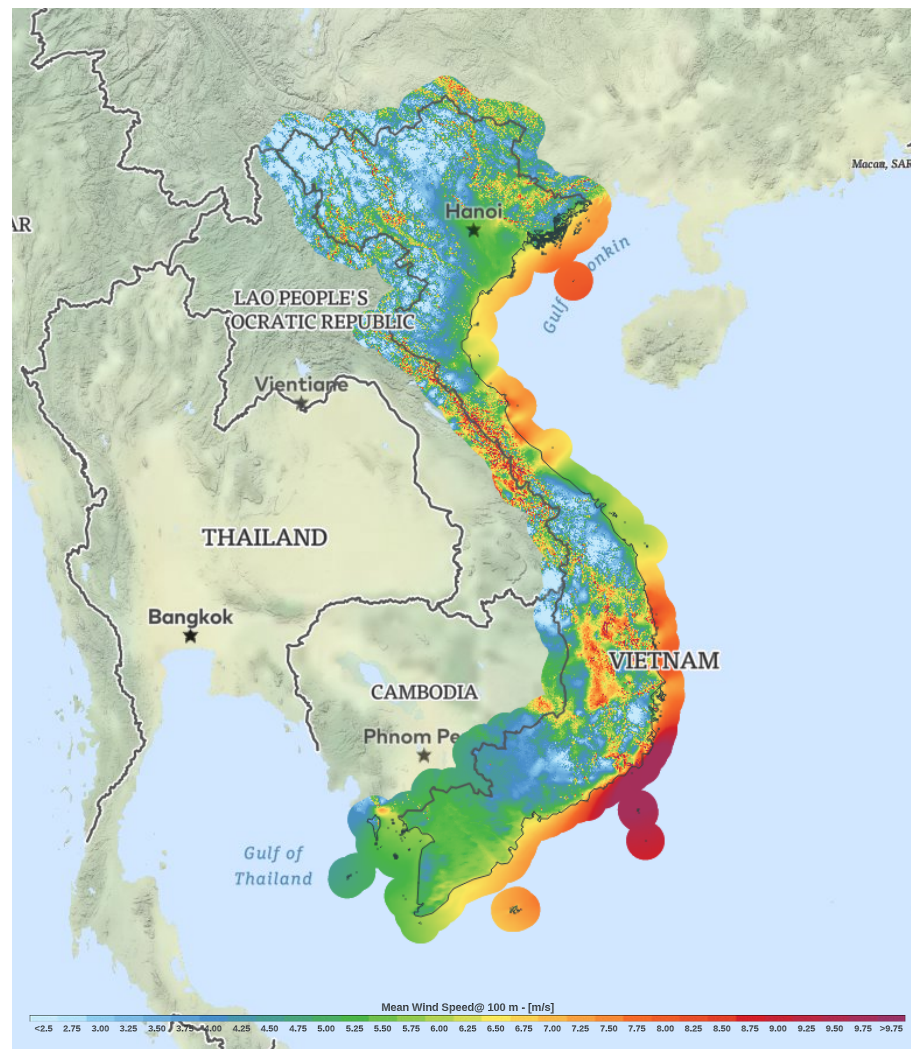 Macau, SAR
AR
Hanoi
Gulf onkin
LAO PEOPLE'S
OCRATIC REPUBLIC
Vientiane
THAILAND
Bangkok
VIETNAM
CAMBODIA
Phnom Pe
Gulf of
Thailand
Mean Wind Speed@ 100 m - [m/s]
<2.5 2.75 3.00 3.25 3.50 3.75 4.00 4.25 4.50 4.75 5.00 5.25 5.50 5.75 6.00 6.25 6.50 6.75 7.00 7.25 7.50 7.75 8.00 8.25 8.50 8.75 9.00 9.25 9.50 9.75 >9.75